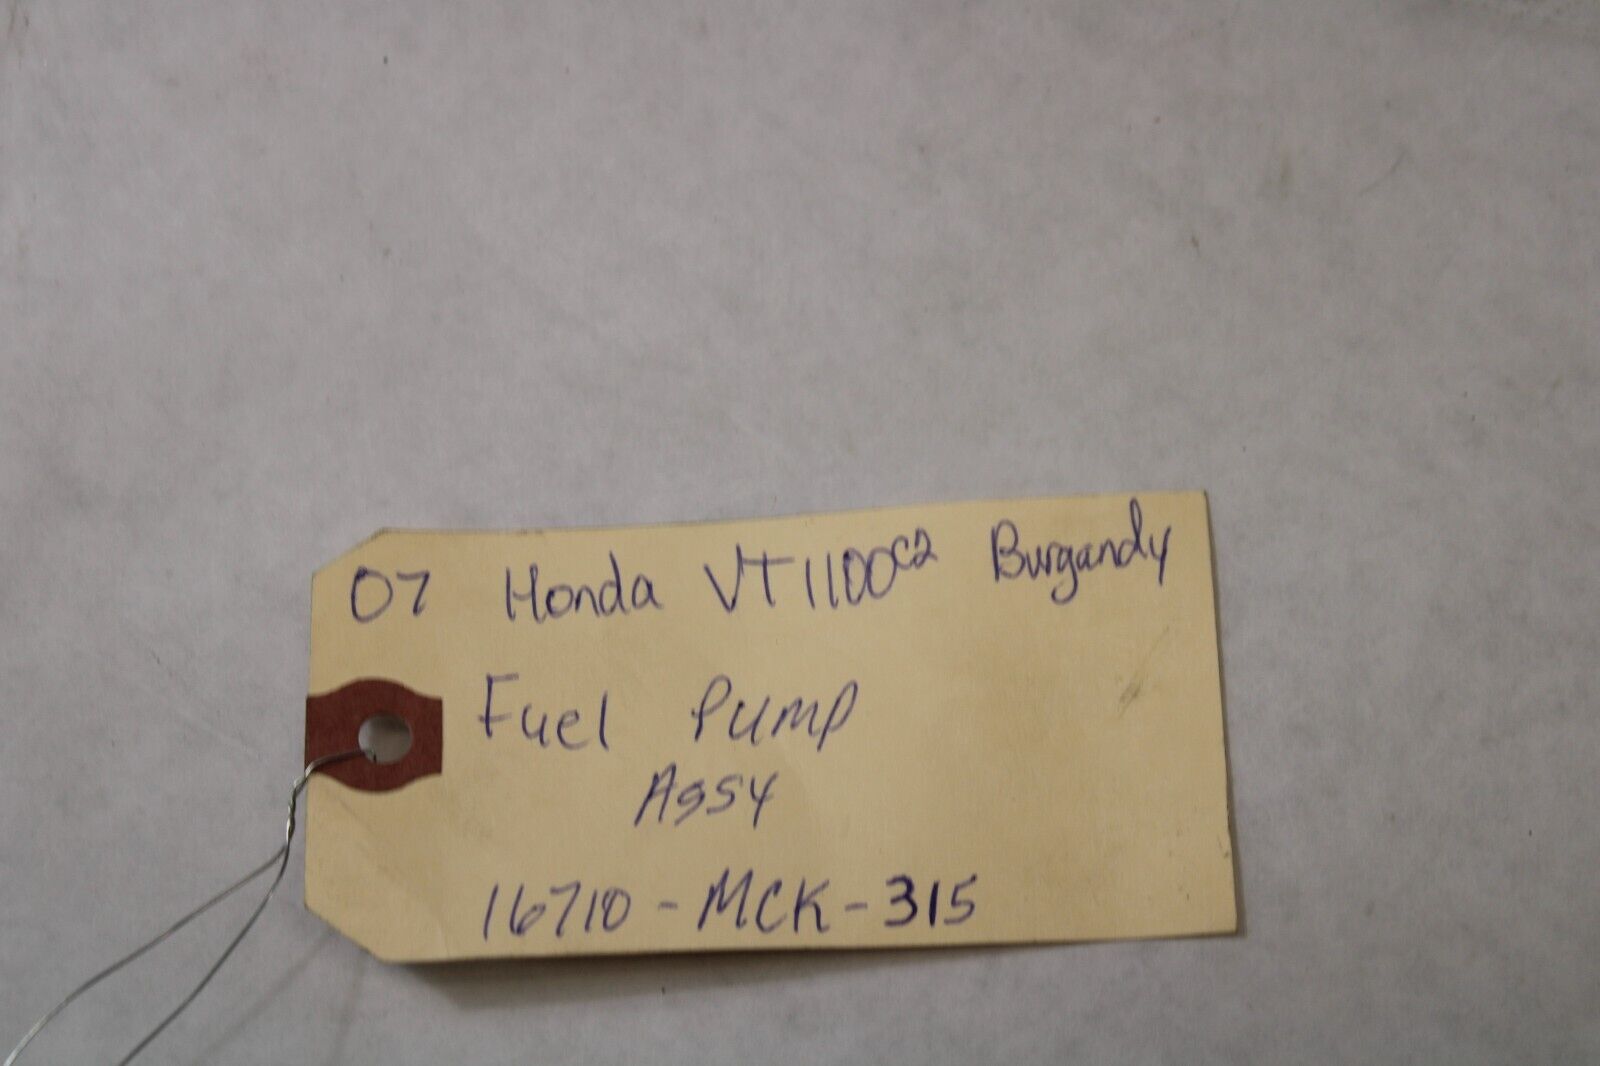 07 Honda VT1100C2 Burgandy
Fuel Pump
Assy
16710-MCK-315